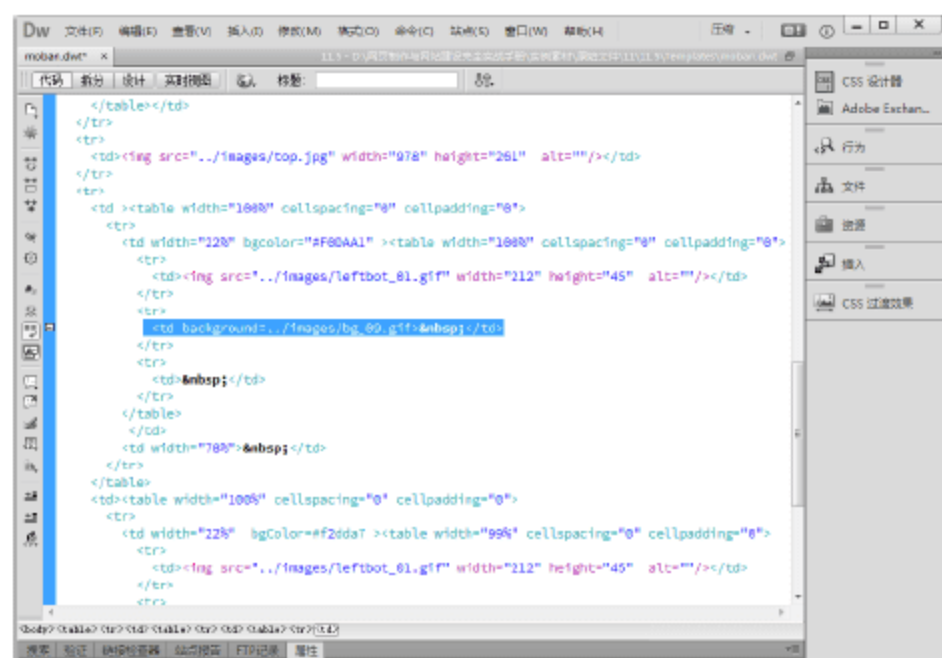 Dw 文件(F) 编辑(E) 查看(V) 插入(I) 修改(M) 格式(O) 命令(C) 站点(S) 窗口(W) 帮助(H) 压缩
moban.dwt* ×
代码 拆分 设计 实时视图 标题:
</table></td>
</tr>
<tr>
<td><img src="../images/top.jpg" width="978" height="261" alt=""/></td>
</tr>
<tr>
<td ><table width="100%" cellspacing="0" cellpadding="0">
<tr>
<td width="22%" bgcolor="#F0DAA1" ><table width="100%" cellspacing="0" cellpadding="0">
<tr>
<td><img src="../images/leftbot_01.gif" width="212" height="45" alt=""/></td>
</tr>
<tr>
<td background=../images/bg_09.gif>&nbsp;</td>
</tr>
<tr>
<td>&nbsp;</td>
</tr>
</table>
</td>
<td width="78%">&nbsp;</td>
</tr>
</table>
<td><table width="100%" cellspacing="0" cellpadding="0">
<tr>
<td width="22%" bgColor=#f2dda7 ><table width="99%" cellspacing="0" cellpadding="0">
<tr>
<td><img src="../images/leftbot_01.gif" width="212" height="45" alt=""/></td>
</tr>
<tr>
<body> <table> <tr> <td> <table> <tr> <td> <table> <tr> <td>
搜索 验证 链接检查器 站点报告 FTP记录 属性
CSS 设计器
Adobe Exchan...
行为
文件
资源
插入
CSS 过渡效果